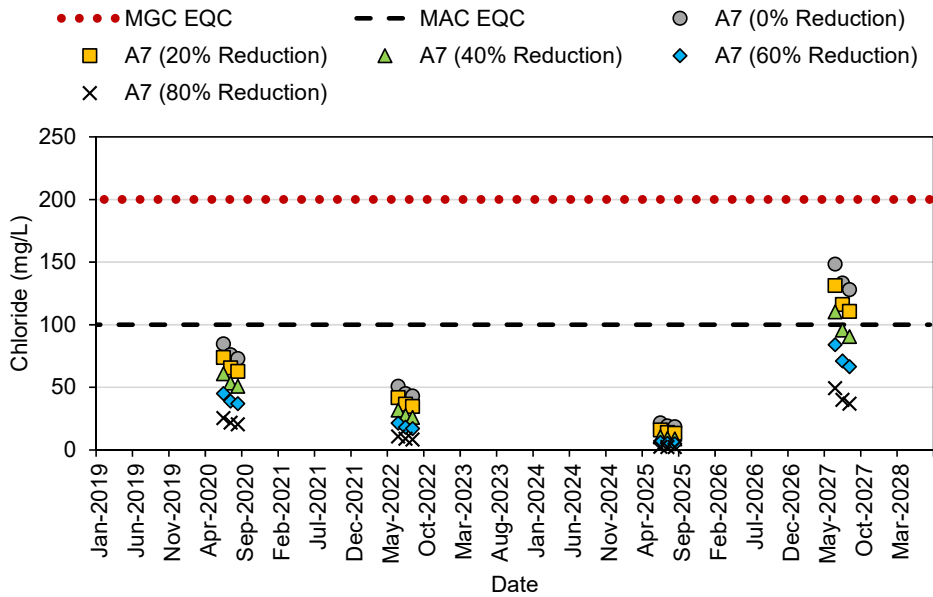 MGC EQC MAC EQC A7 (0% Reduction)
A7 (20% Reduction) A7 (40% Reduction) A7 (60% Reduction)
A7 (80% Reduction)
250
200
150
100
50
0
Chloride (mg/L)
Jan-2019
Jun-2019
Nov-2019
Apr-2020
Sep-2020
Feb-2021
Jul-2021
Dec-2021
May-2022
Oct-2022
Mar-2023
Aug-2023
Jan-2024
Jun-2024
Nov-2024
Apr-2025
Sep-2025
Feb-2026
Jul-2026
Dec-2026
May-2027
Oct-2027
Mar-2028
Date